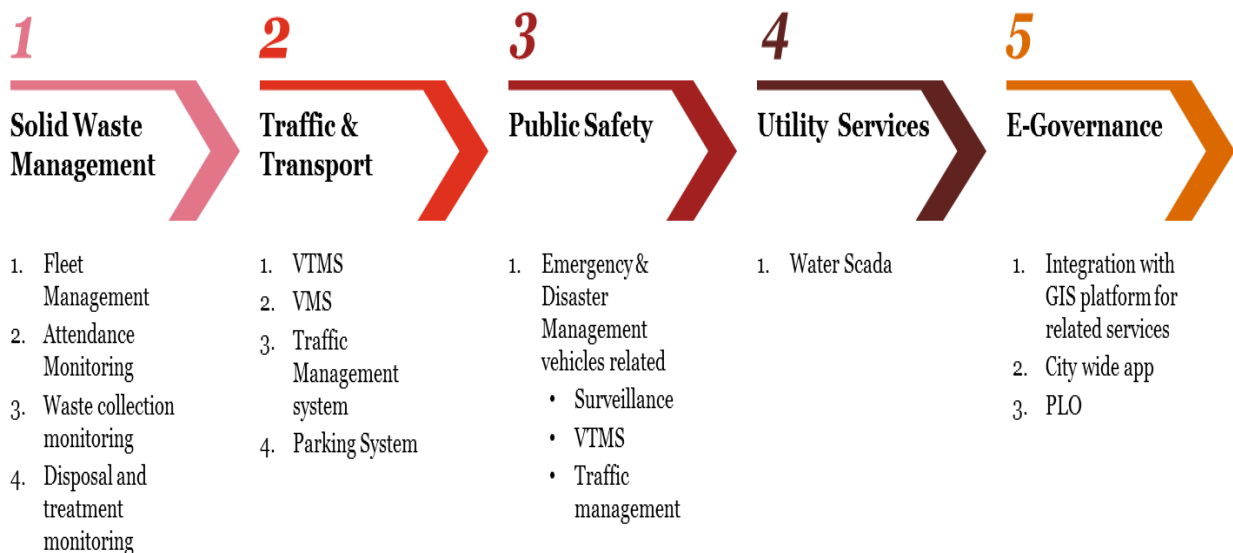 1
Solid Waste
Management
1. Fleet
Management
2. Attendance
Monitoring
3. Waste collection
monitoring
4. Disposal and
treatment
monitoring
2
Traffic &
Transport
1. VTMS
2. VMS
3. Traffic
Management
system
4. Parking System
3
Public Safety
1. Emergency &
Disaster
Management
vehicles related
• Surveillance
• VTMS
• Traffic
management
4
Utility Services
1. Water Scada
5
E-Governance
1. Integration with
GIS platform for
related services
2. City wide app
3. PLO